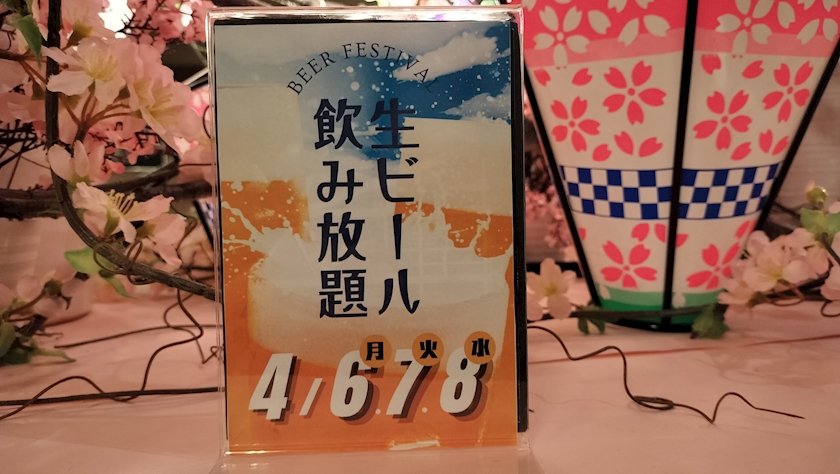 BEER FESTIVAL
生ビール
飲み放題
月 火 水
4/6.7.8